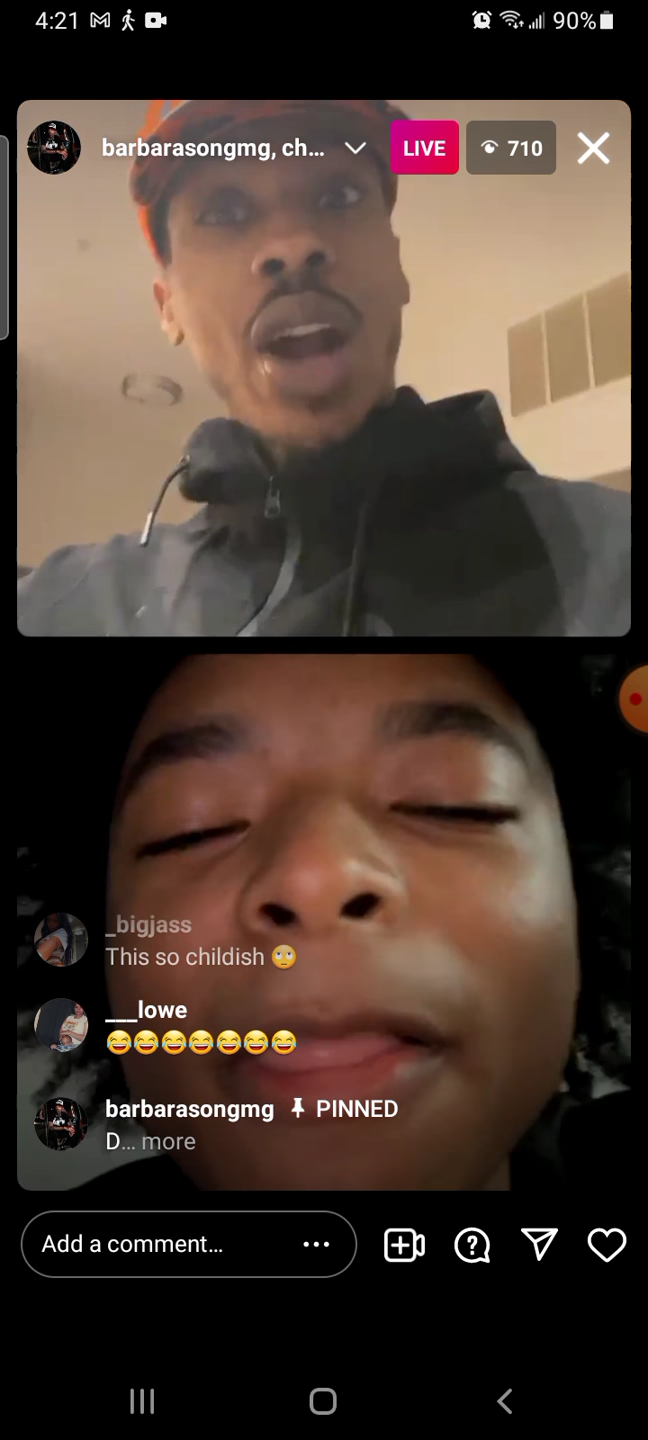 4:21
90%
barbarasongmg, ch...
LIVE
710
_bigjass
This so childish 🙄
___lowe
😂😂😂😂😂😂😂
barbarasongmg PINNED
D... more
Add a comment...